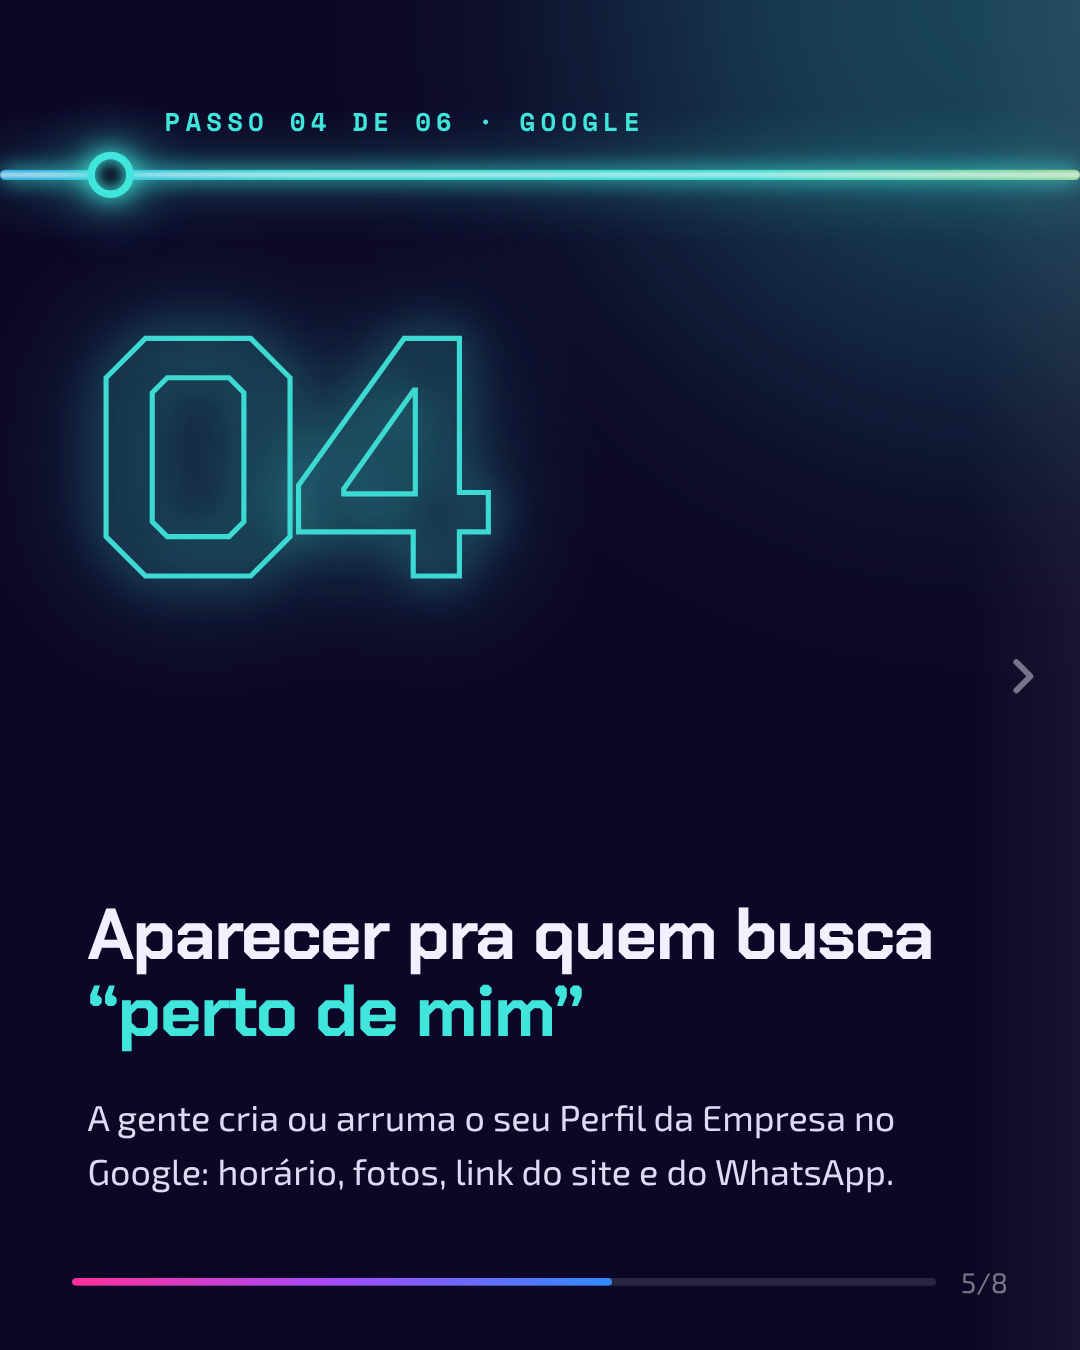 PASSO 04 DE 06 · GOOGLE
04
Aparecer pra quem busca
“perto de mim”
A gente cria ou arruma o seu Perfil da Empresa no
Google: horário, fotos, link do site e do WhatsApp.
5/8